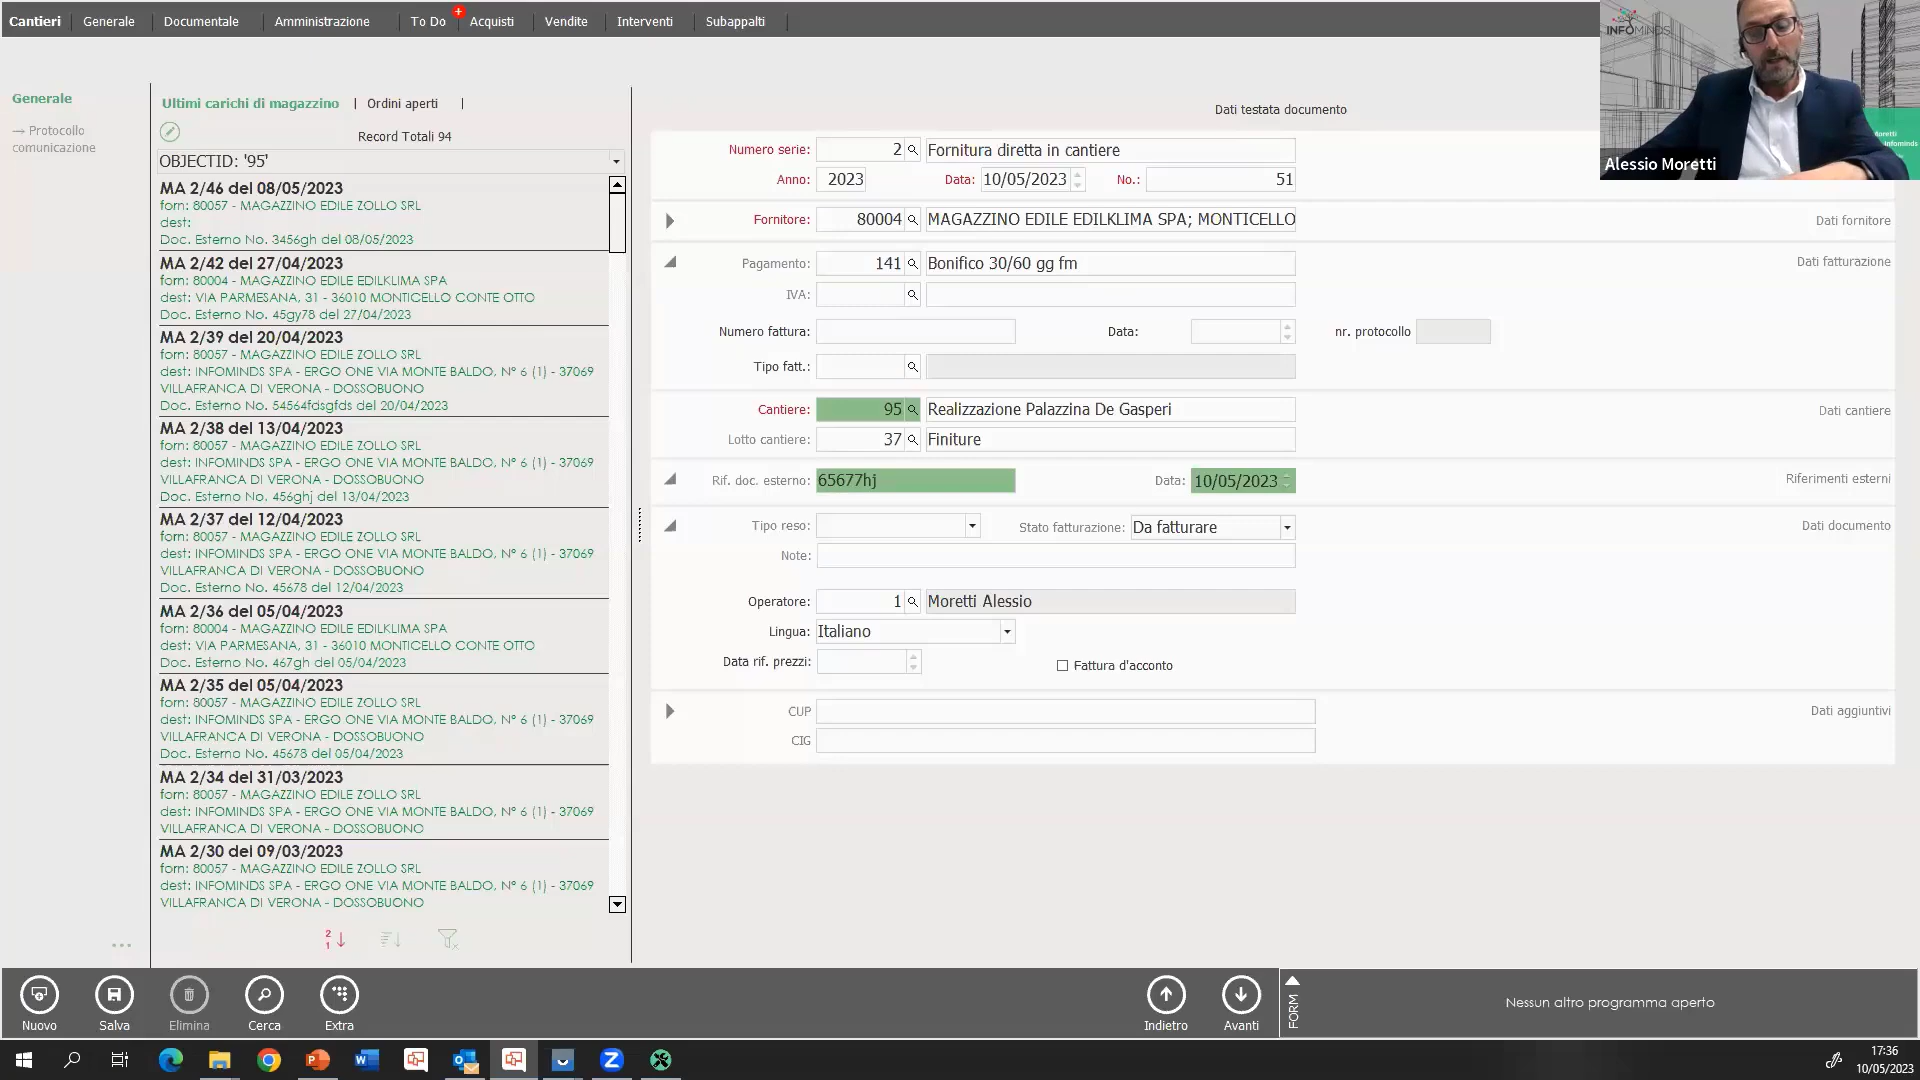 Cantieri
Generale
Documentale
Amministrazione
To Do
Acquisti
Vendite
Interventi
Subappalti
INFOMINDS
Alessio Moretti
Generale
→ Protocollo
comunicazione
Ultimi carichi di magazzino | Ordini aperti |
Record Totali 94
OBJECTID: '95'
MA 2/46 del 08/05/2023
forn: 80057 - MAGAZZINO EDILE ZOLLO SRL
dest:
Doc. Esterno No. 3456gh del 08/05/2023
MA 2/42 del 27/04/2023
forn: 80004 - MAGAZZINO EDILE EDILKLIMA SPA
dest: VIA PARMESANA, 31 - 36010 MONTICELLO CONTE OTTO
Doc. Esterno No. 45gy78 del 27/04/2023
MA 2/39 del 20/04/2023
forn: 80057 - MAGAZZINO EDILE ZOLLO SRL
dest: INFOMINDS SPA - ERGO ONE VIA MONTE BALDO, N° 6 (1) - 37069
VILLAFRANCA DI VERONA - DOSSOBUONO
Doc. Esterno No. 54564fdsgfds del 20/04/2023
MA 2/38 del 13/04/2023
forn: 80057 - MAGAZZINO EDILE ZOLLO SRL
dest: INFOMINDS SPA - ERGO ONE VIA MONTE BALDO, N° 6 (1) - 37069
VILLAFRANCA DI VERONA - DOSSOBUONO
Doc. Esterno No. 456ghj del 13/04/2023
MA 2/37 del 12/04/2023
forn: 80057 - MAGAZZINO EDILE ZOLLO SRL
dest: INFOMINDS SPA - ERGO ONE VIA MONTE BALDO, N° 6 (1) - 37069
VILLAFRANCA DI VERONA - DOSSOBUONO
Doc. Esterno No. 45678 del 12/04/2023
MA 2/36 del 05/04/2023
forn: 80004 - MAGAZZINO EDILE EDILKLIMA SPA
dest: VIA PARMESANA, 31 - 36010 MONTICELLO CONTE OTTO
Doc. Esterno No. 467gh del 05/04/2023
MA 2/35 del 05/04/2023
forn: 80057 - MAGAZZINO EDILE ZOLLO SRL
dest: INFOMINDS SPA - ERGO ONE VIA MONTE BALDO, N° 6 (1) - 37069
VILLAFRANCA DI VERONA - DOSSOBUONO
Doc. Esterno No. 45678 del 05/04/2023
MA 2/34 del 31/03/2023
forn: 80057 - MAGAZZINO EDILE ZOLLO SRL
dest: INFOMINDS SPA - ERGO ONE VIA MONTE BALDO, N° 6 (1) - 37069
VILLAFRANCA DI VERONA - DOSSOBUONO
MA 2/30 del 09/03/2023
forn: 80057 - MAGAZZINO EDILE ZOLLO SRL
dest: INFOMINDS SPA - ERGO ONE VIA MONTE BALDO, N° 6 (1) - 37069
VILLAFRANCA DI VERONA - DOSSOBUONO
Dati testata documento
Numero serie: 2 Fornitura diretta in cantiere
Anno: 2023 Data: 10/05/2023 No.: 51
Fornitore: 80004 MAGAZZINO EDILE EDILKLIMA SPA; MONTICELLO Dati fornitore
Pagamento: 141 Bonifico 30/60 gg fm Dati fatturazione
IVA:
Numero fattura: Data: nr. protocollo
Tipo fatt.:
Cantiere: 95 Realizzazione Palazzina De Gasperi Dati cantiere
Lotto cantiere: 37 Finiture
Rif. doc. esterno: 65677hj Data: 10/05/2023 Riferimenti esterni
Tipo reso: Stato fatturazione: Da fatturare Dati documento
Note:
Operatore: 1 Moretti Alessio
Lingua: Italiano
Data rif. prezzi: Fattura d'acconto
CUP Dati aggiuntivi
CIG
Nuovo
Salva
Elimina
Cerca
Extra
Indietro
Avanti
FORM
Nessun altro programma aperto
17:36
10/05/2023